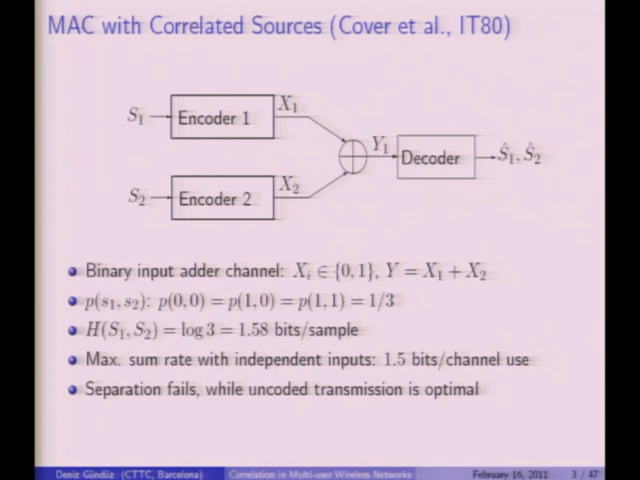 MAC with Correlated Sources (Cover et al., IT80)
S₁ Encoder 1 X₁
Y₁ Decoder Ŝ₁, Ŝ₂
S₂ Encoder 2 X₂
Binary input adder channel: Xᵢ ∈ {0, 1}, Y = X₁ + X₂
p(s₁, s₂): p(0, 0) = p(1, 0) = p(1, 1) = 1/3
H(S₁, S₂) = log 3 = 1.58 bits/sample
Max. sum rate with independent inputs: 1.5 bits/channel use
Separation fails, while uncoded transmission is optimal
Deniz Gündüz (CTTC, Barcelona) Correlation in Multi-user Wireless Networks February 16, 2011 3 / 47